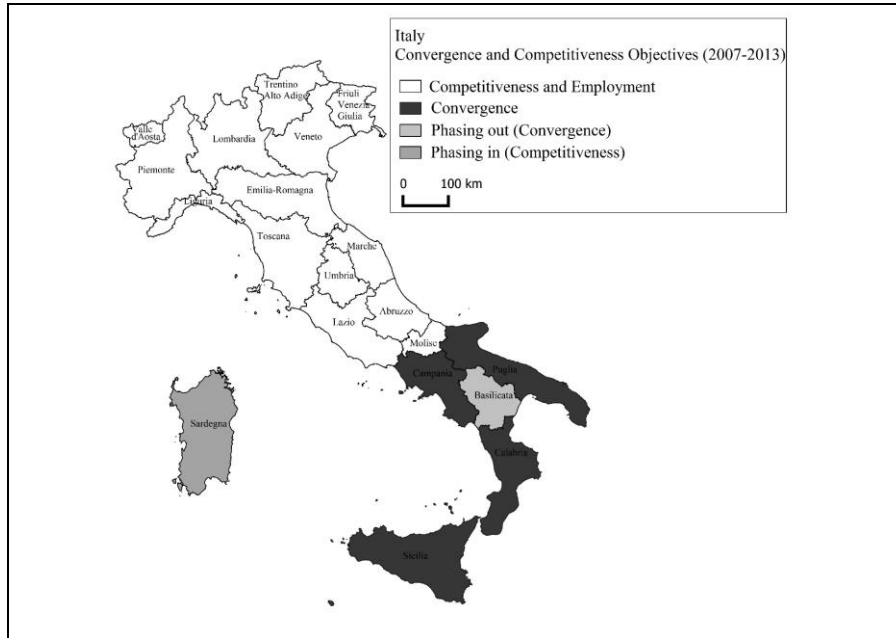 Italy
Convergence and Competitiveness Objectives (2007-2013)
Competitiveness and Employment
Convergence
Phasing out (Convergence)
Phasing in (Competitiveness)
0 100 km
Trentino
Alto Adige
Friuli
Venezia
Giulia
Valle
d'Aosta
Lombardia
Veneto
Piemonte
Emilia-Romagna
Liguria
Toscana
Marche
Umbria
Abruzzo
Lazio
Molise
Campania
Puglia
Basilicata
Sardegna
Calabria
Sicilia